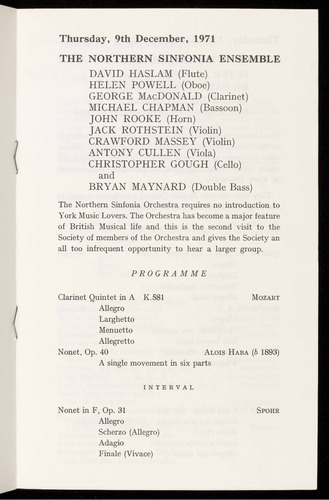 Thursday, 9th December, 1971
THE NORTHERN SINFONIA ENSEMBLE
DAVID HASLAM (Flute)
HELEN POWELL (Oboe)
GEORGE MACDONALD (Clarinet)
MICHAEL CHAPMAN (Bassoon)
JOHN ROOKE (Horn)
JACK ROTHSTEIN (Violin)
CRAWFORD MASSEY (Violin)
ANTONY CULLEN (Viola)
CHRISTOPHER GOUGH (Cello)
and
BRYAN MAYNARD (Double Bass)
The Northern Sinfonia Orchestra requires no introduction to
York Music Lovers. The Orchestra has become a major feature
of British Musical life and this is the second visit to the
Society of members of the Orchestra and gives the Society an
all too infrequent opportunity to hear a larger group.
PROGRAMME
Clarinet Quintet in A K.581 MOZART
Allegro
Larghetto
Menuetto
Allegretto
Nonet, Op. 40 ALOIS HABA (b 1893)
A single movement in six parts
INTERVAL
Nonet in F, Op. 31 SPOHR
Allegro
Scherzo (Allegro)
Adagio
Finale (Vivace)